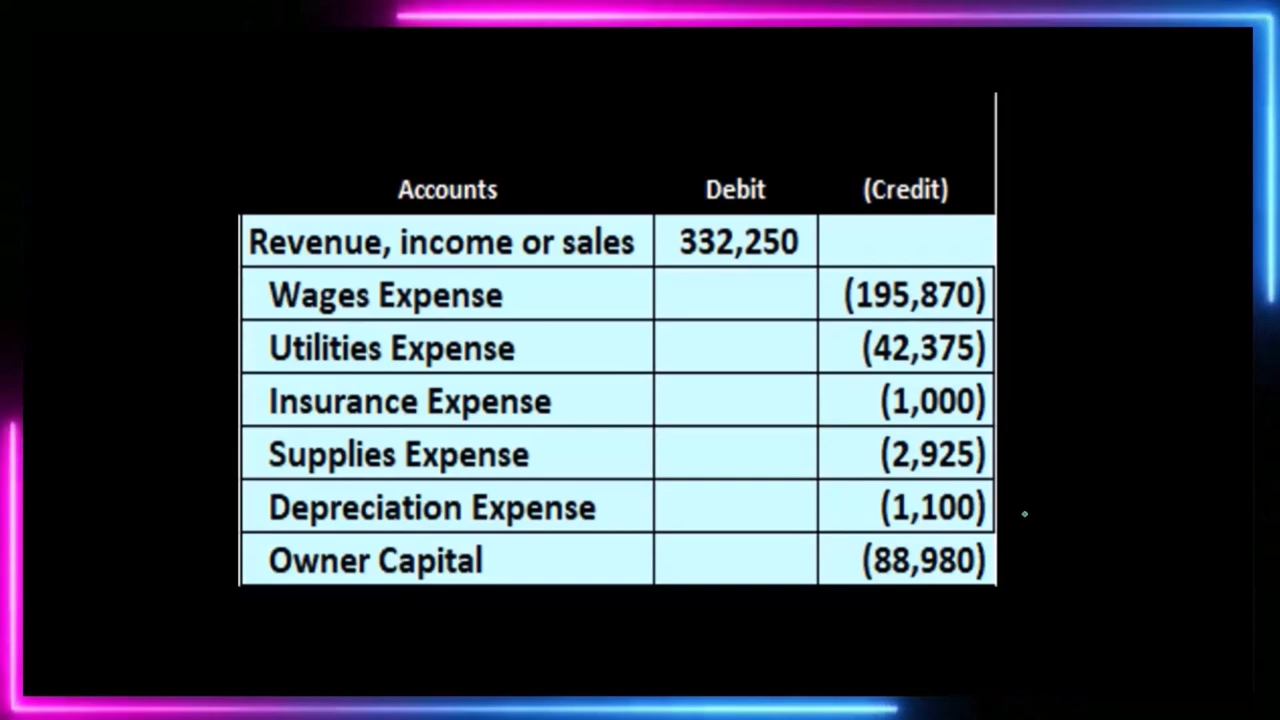 Accounts Debit (Credit)
Revenue, income or sales 332,250
Wages Expense (195,870)
Utilities Expense (42,375)
Insurance Expense (1,000)
Supplies Expense (2,925)
Depreciation Expense (1,100)
Owner Capital (88,980)